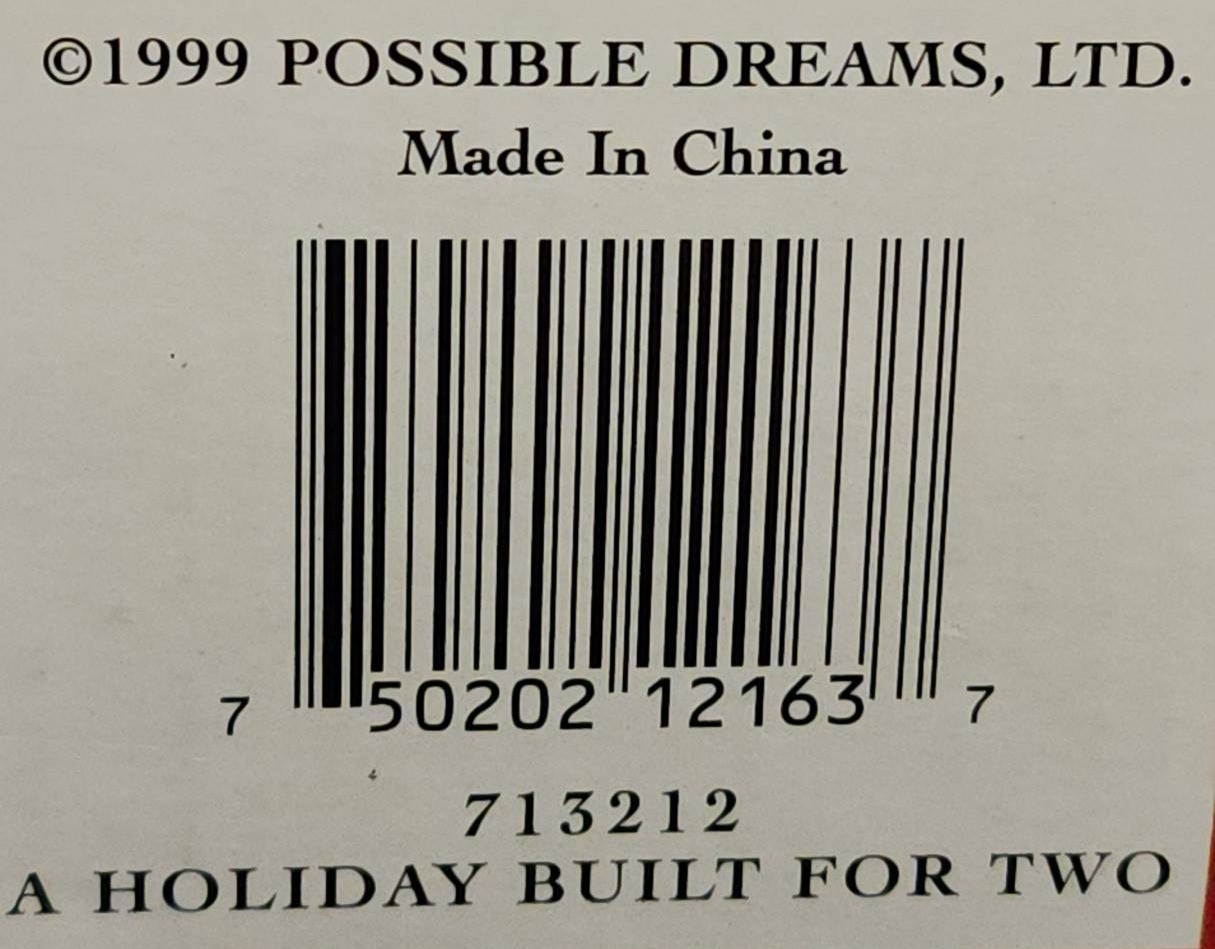 ©1999 POSSIBLE DREAMS, LTD.
Made In China
7 50202 12163 7
713212
A HOLIDAY BUILT FOR TWO